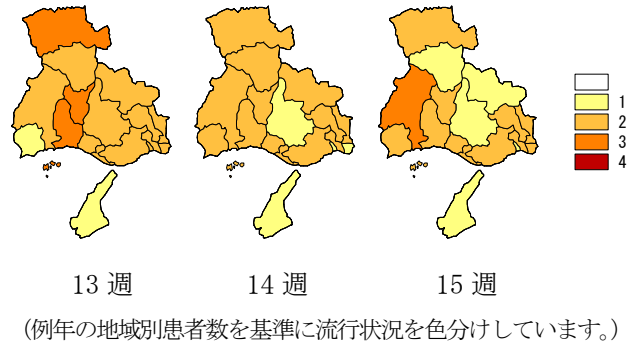 1
2
3
4
13 週
14 週
15 週
(例年の地域別患者数を基準に流行状況を色分けしています。)